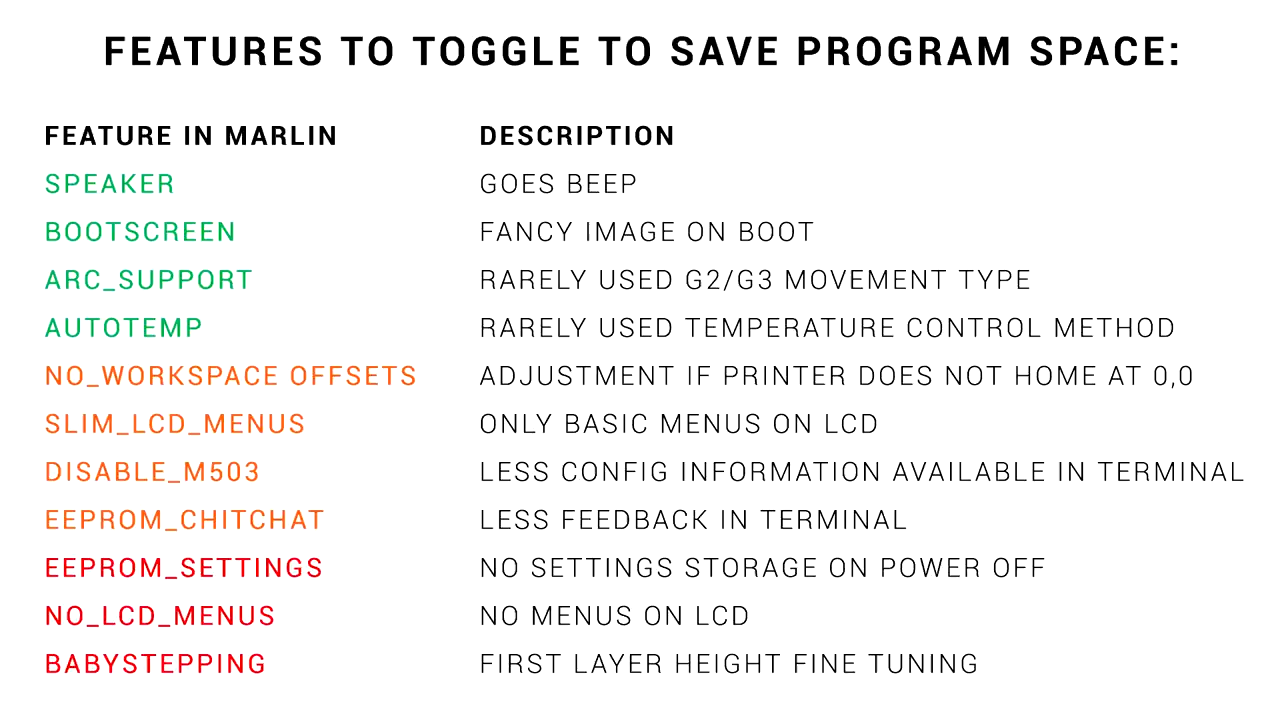 FEATURES TO TOGGLE TO SAVE PROGRAM SPACE:
FEATURE IN MARLIN DESCRIPTION
SPEAKER GOES BEEP
BOOTSCREEN FANCY IMAGE ON BOOT
ARC_SUPPORT RARELY USED G2/G3 MOVEMENT TYPE
AUTOTEMP RARELY USED TEMPERATURE CONTROL METHOD
NO_WORKSPACE OFFSETS ADJUSTMENT IF PRINTER DOES NOT HOME AT 0,0
SLIM_LCD_MENUS ONLY BASIC MENUS ON LCD
DISABLE_M503 LESS CONFIG INFORMATION AVAILABLE IN TERMINAL
EEPROM_CHITCHAT LESS FEEDBACK IN TERMINAL
EEPROM_SETTINGS NO SETTINGS STORAGE ON POWER OFF
NO_LCD_MENUS NO MENUS ON LCD
BABYSTEPPING FIRST LAYER HEIGHT FINE TUNING